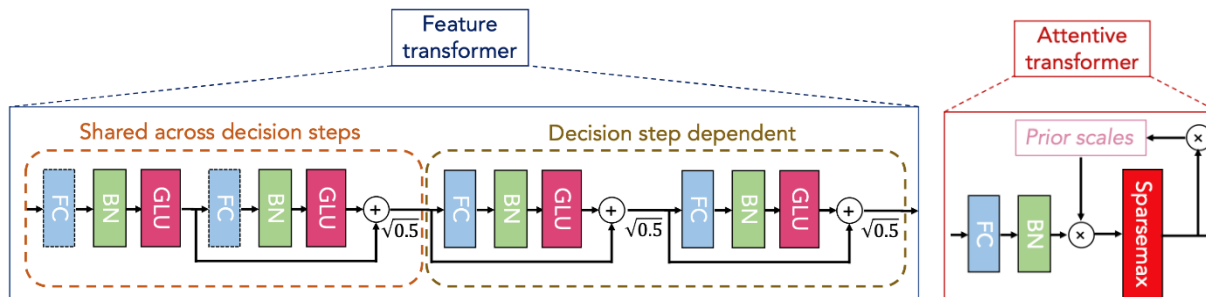 Feature
transformer
Attentive
transformer
Shared across decision steps
Decision step dependent
FC
BN
GLU
FC
BN
GLU
+
√0.5
FC
BN
GLU
+
√0.5
FC
BN
GLU
+
√0.5
Prior scales
×
FC
BN
×
Sparsemax